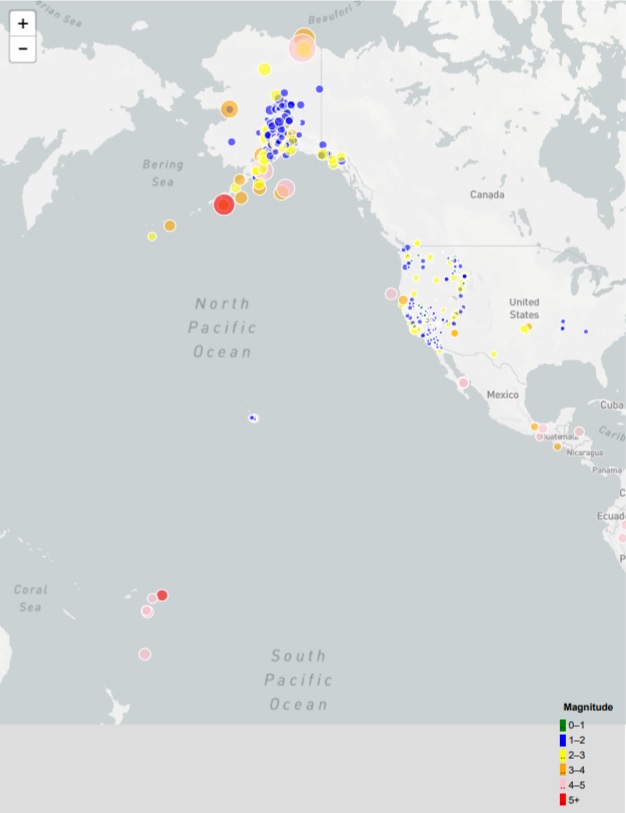 +
−
erian Sea
Beaufort S
Bering
Sea
Canada
North
Pacific
Ocean
United
States
Mexico
Cuba
Carib
Guatemala
Nicaragua
Panama
C
Ecuad
P
Coral
Sea
South
Pacific
Ocean
Magnitude
0–1
1–2
2–3
3–4
4–5
5+